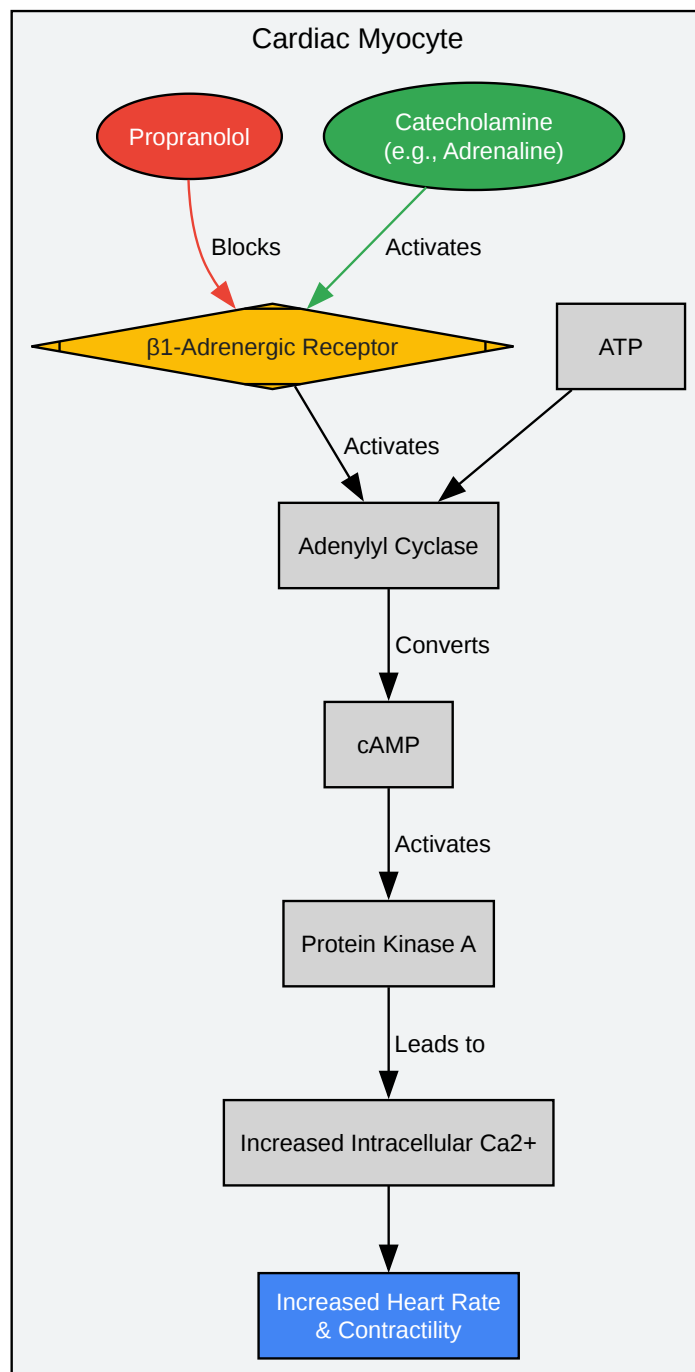 Cardiac Myocyte
Propranolol
Catecholamine
(e.g., Adrenaline)
Blocks
Activates
β1-Adrenergic Receptor
ATP
Activates
Adenylyl Cyclase
Converts
cAMP
Activates
Protein Kinase A
Leads to
Increased Intracellular Ca2+
Increased Heart Rate
& Contractility